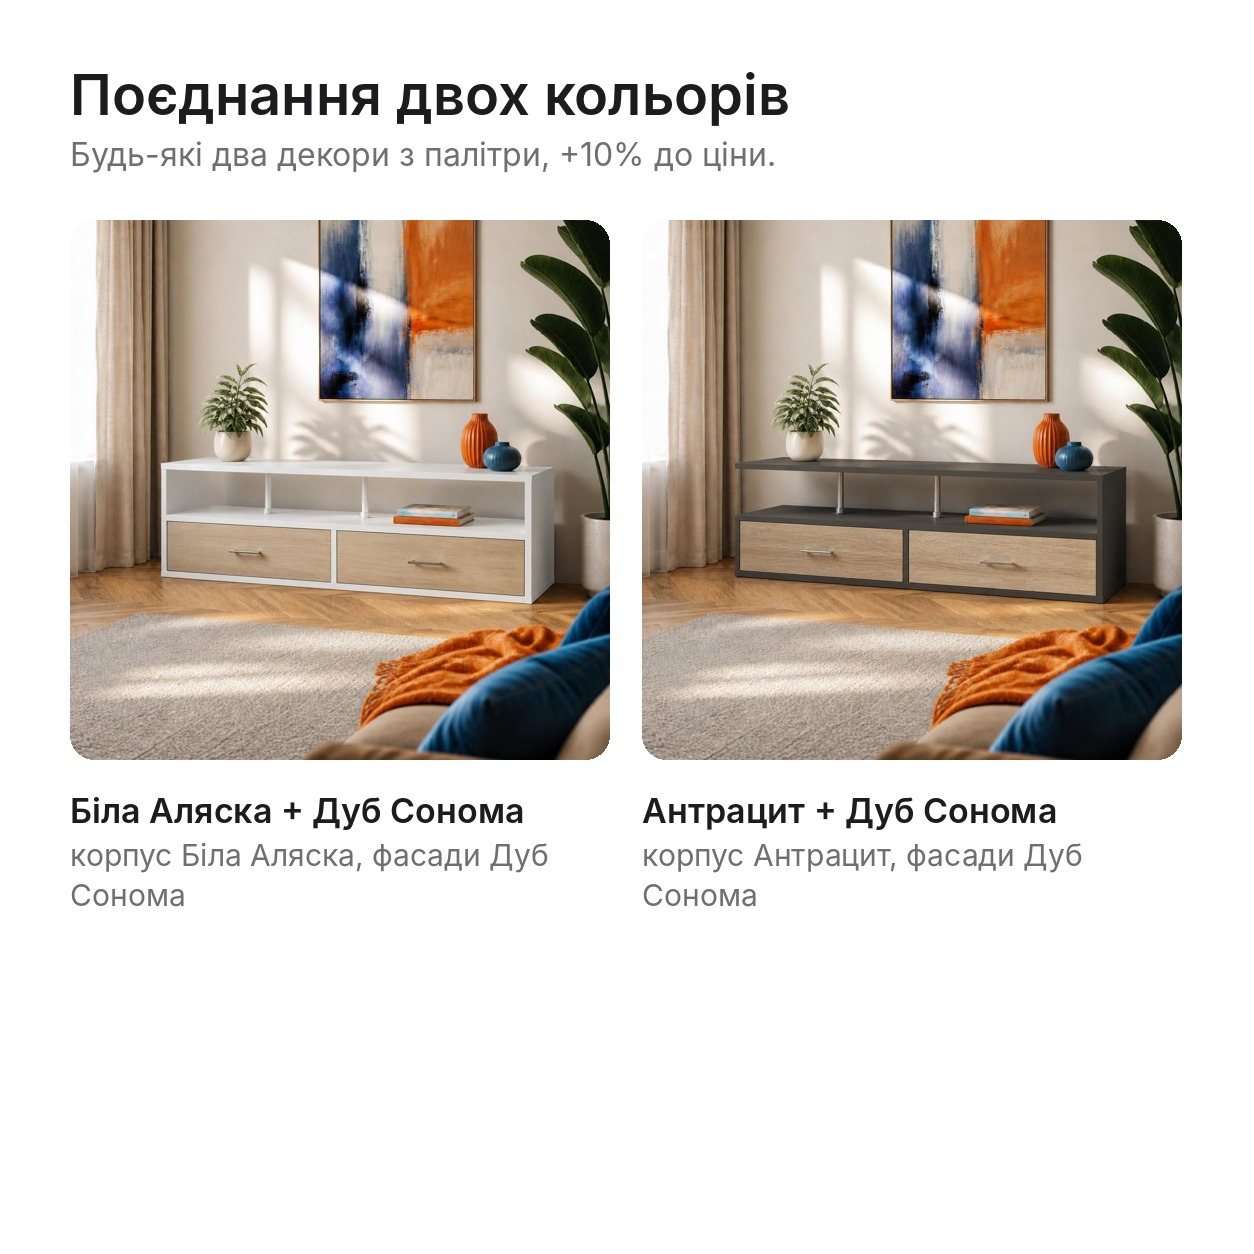 Поєднання двох кольорів
Будь-які два декори з палітри, +10% до ціни.
Біла Аляска + Дуб Сонома
корпус Біла Аляска, фасади Дуб
Сонома
Антрацит + Дуб Сонома
корпус Антрацит, фасади Дуб
Сонома